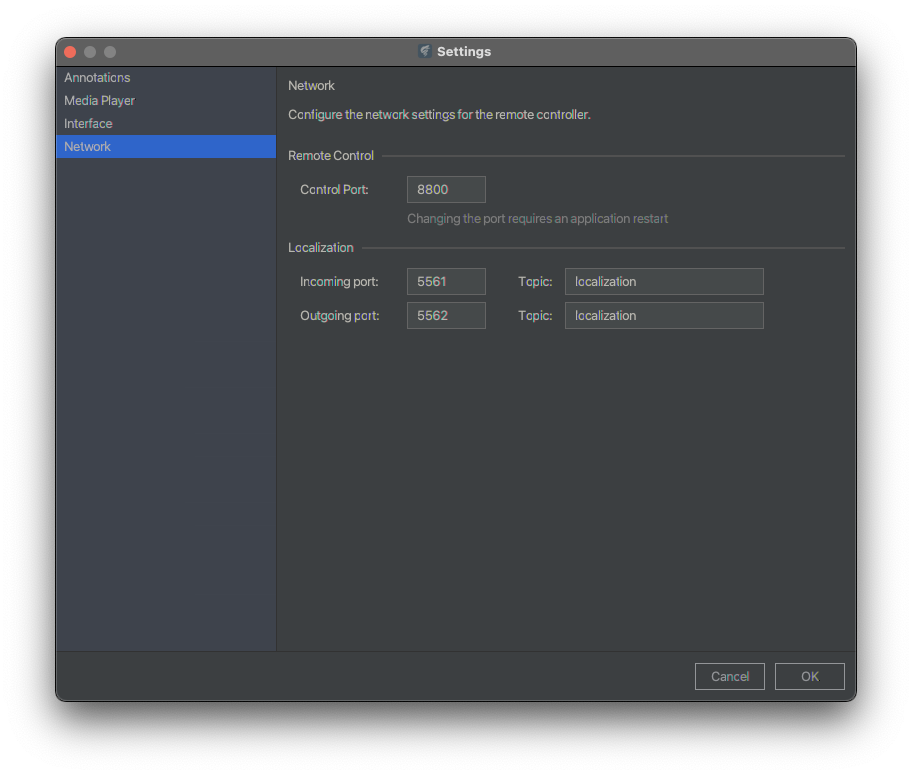 Settings
Annotations
Media Player
Interface
Network
Network
Configure the network settings for the remote controller.
Remote Control
Control Port: 8800
Changing the port requires an application restart
Localization
Incoming port: 5561 Topic: localization
Outgoing port: 5562 Topic: localization
Cancel OK